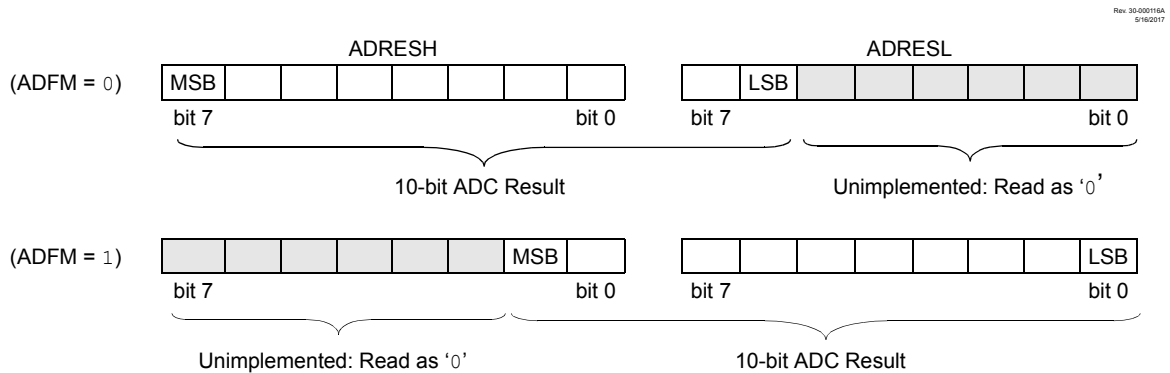 Rev. 30-000116A
5/16/2017
ADRESH ADRESL
(ADFM = 0) MSB LSB
bit 7 bit 0 bit 7 bit 0
10-bit ADC Result Unimplemented: Read as ‘0’
(ADFM = 1) MSB LSB
bit 7 bit 0 bit 7 bit 0
Unimplemented: Read as ‘0’ 10-bit ADC Result